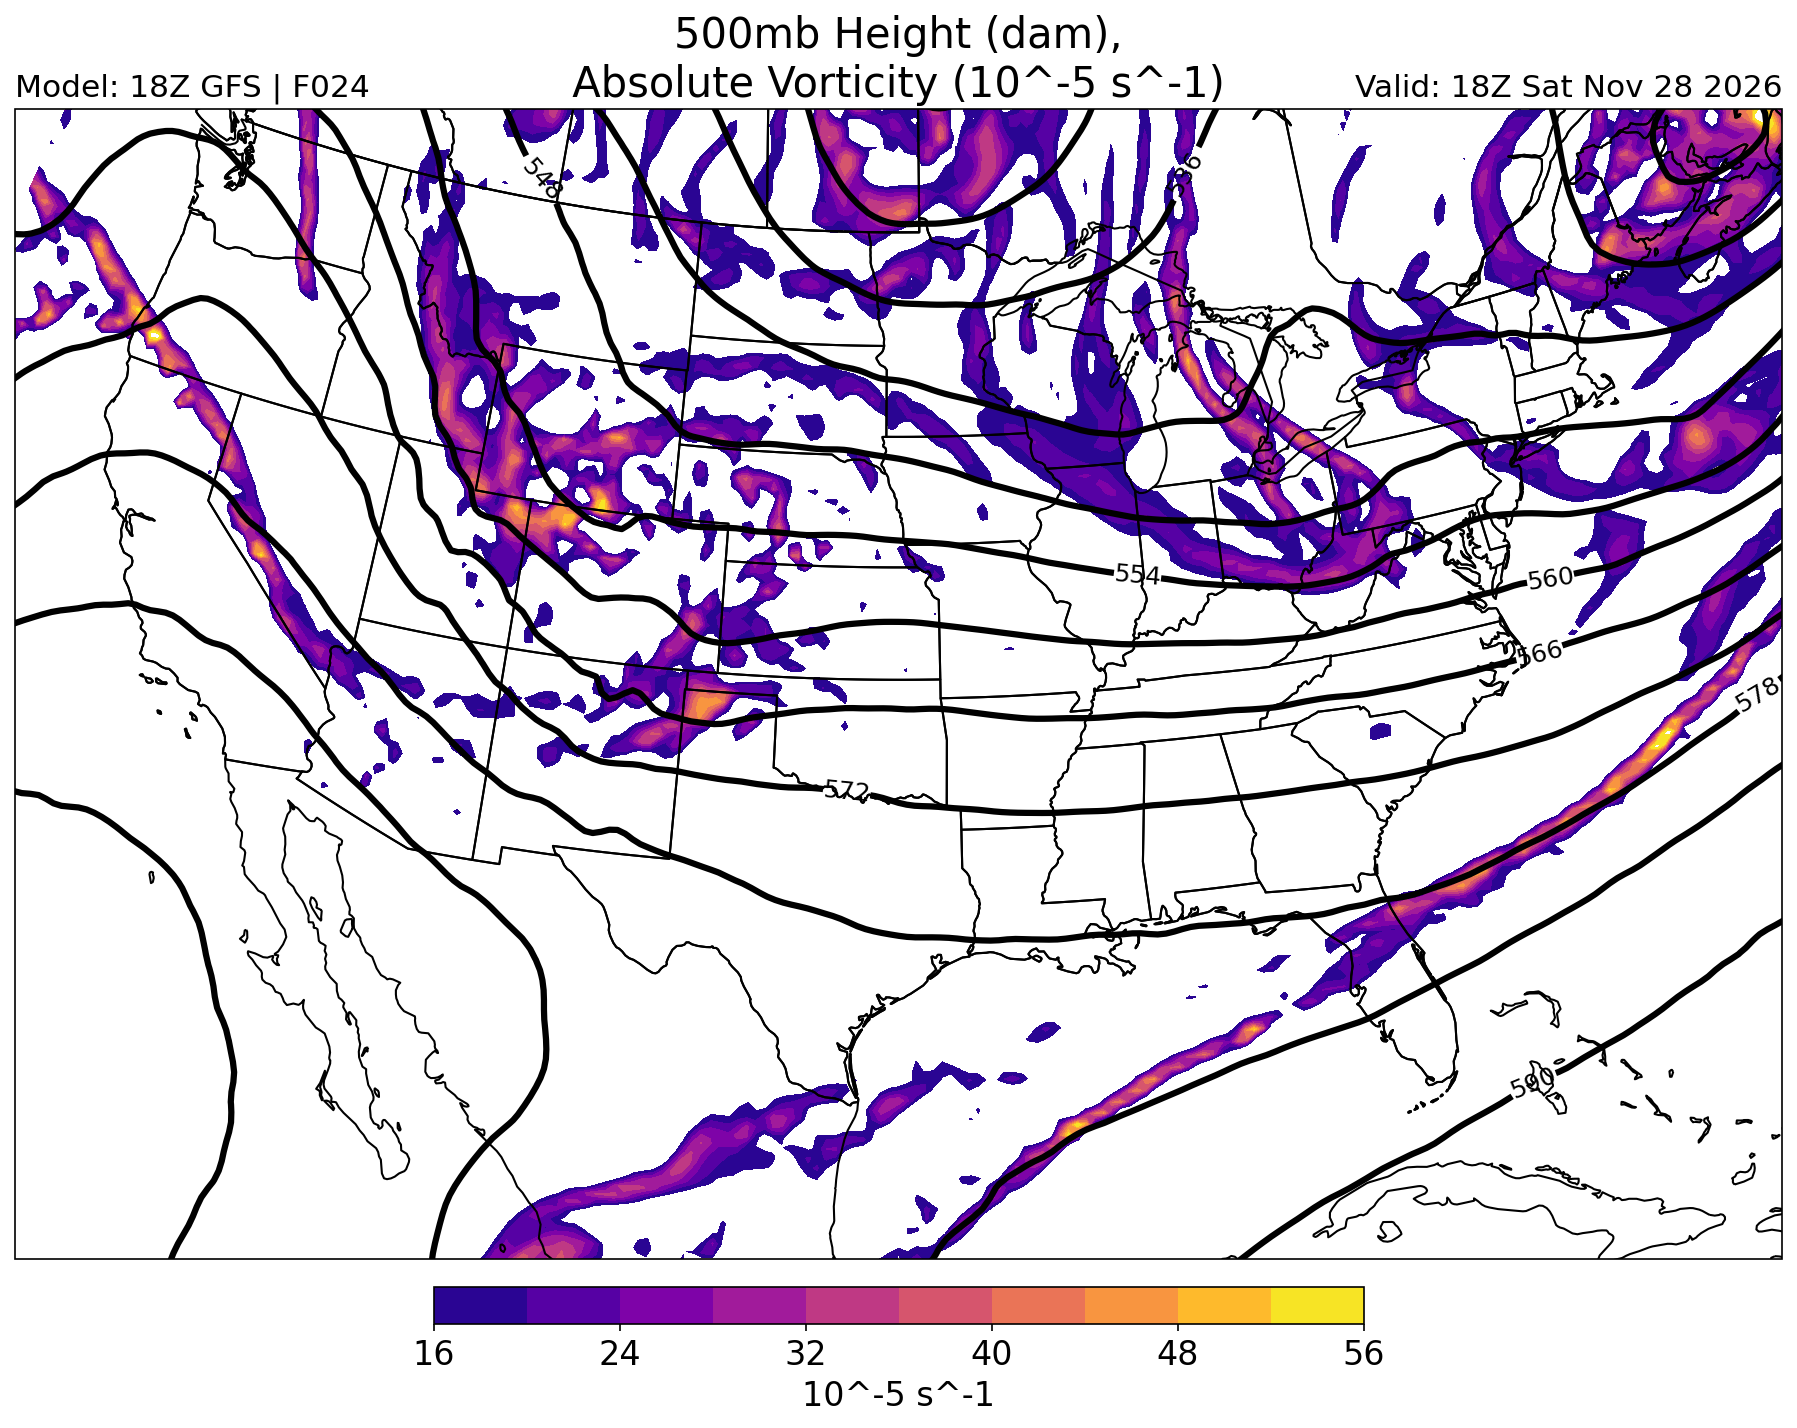 500mb Height (dam),
Absolute Vorticity (10^-5 s^-1)
Model: 18Z GFS | F024
Valid: 18Z Sat Nov 28 2026
548
536
554
560
566
578
572
590
16 24 32 40 48 56
10^-5 s^-1